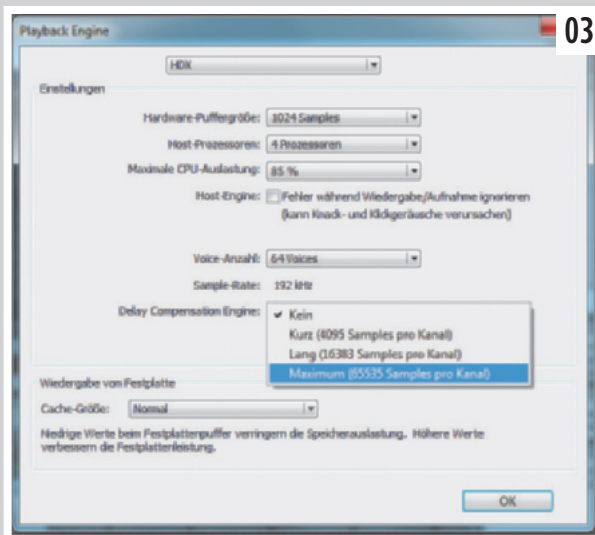 03
Playback Engine
HDX
Einstellungen
Hardware-Puffergröße: 1024 Samples
Host-Prozessoren: 4 Prozessoren
Maximale CPU-Auslastung: 85 %
Host-Engine: Fehler während Wiedergabe/Aufnahme ignorieren
(kann Knack- und Klickgeräusche verursachen)
Voice-Anzahl: 64 Voices
Sample-Rate: 192 kHz
Delay Compensation Engine:
Kein
Kurz (4095 Samples pro Kanal)
Lang (16383 Samples pro Kanal)
Maximum (65535 Samples pro Kanal)
Wiedergabe von Festplatte
Cache-Größe: Normal
Niedrige Werte beim Festplattenpuffer verringern die Speicherauslastung. Höhere Werte
verbessern die Festplattenleistung.
OK